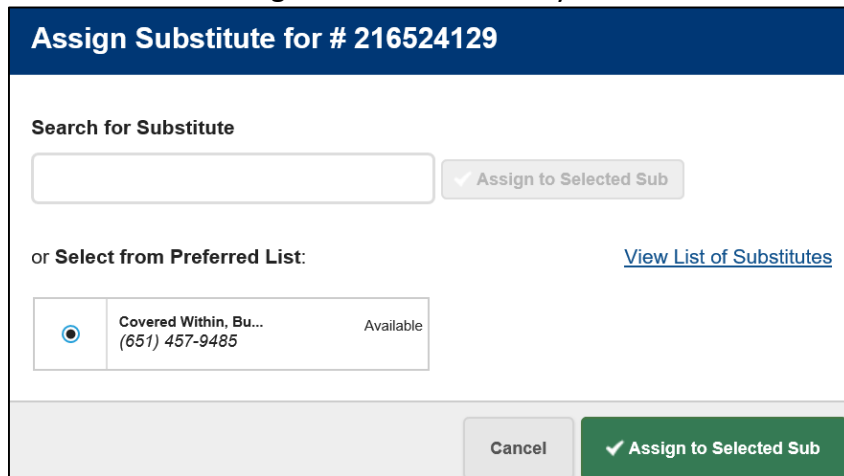 Assign Substitute for # 216524129
Search for Substitute
Assign to Selected Sub
or Select from Preferred List:
View List of Substitutes
Covered Within, Bu...
Available
(651) 457-9485
Cancel
Assign to Selected Sub